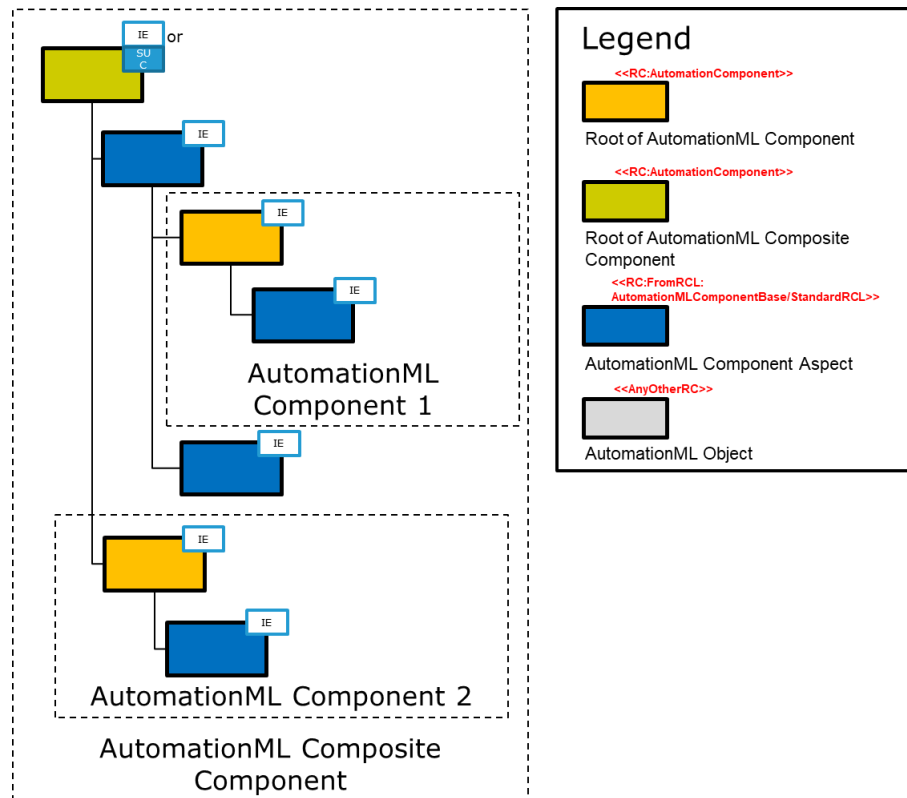 IE or
SU
C
IE
IE
IE
AutomationML
Component 1
IE
IE
IE
AutomationML Component 2
AutomationML Composite
Component
Legend
<<RC:AutomationComponent>>
Root of AutomationML Component
<<RC:AutomationComponent>>
Root of AutomationML Composite
Component
<<RC:FromRCL:
AutomationMLComponentBase/StandardRCL>>
AutomationML Component Aspect
<<AnyOtherRC>>
AutomationML Object